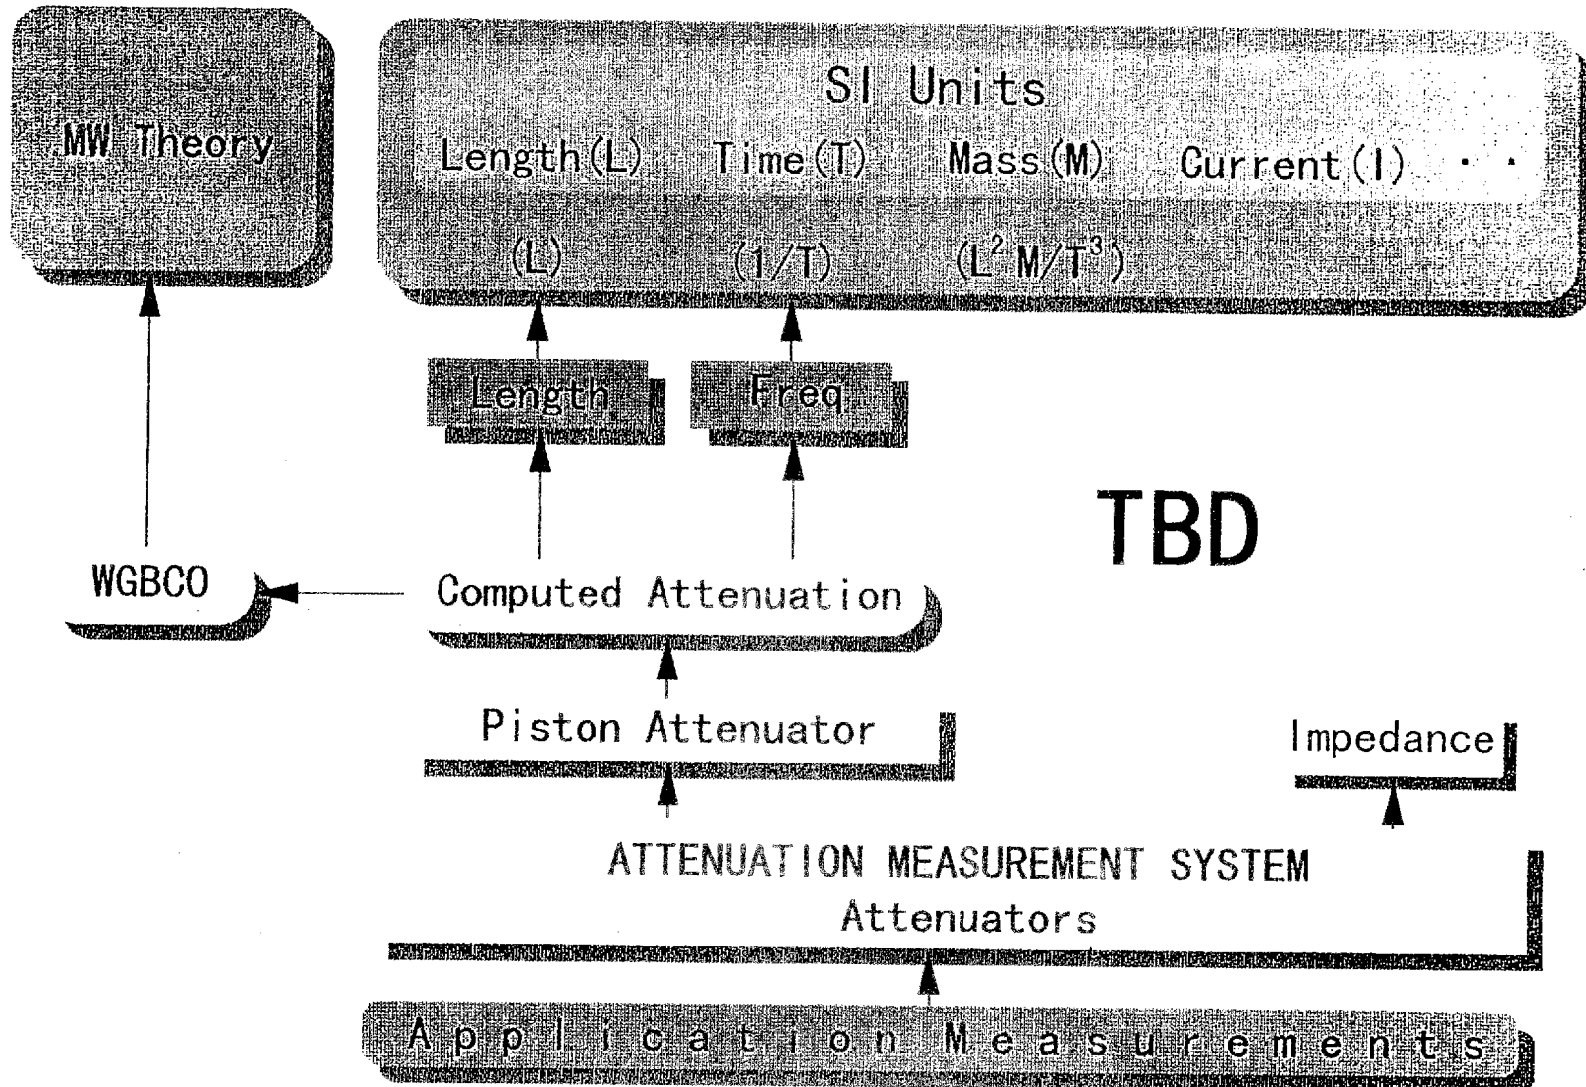 MW Theory
SI Units
Length(L) Time(T) Mass(M) Current(I) · ·
(L) (1/T) (L² M/T³)
Length Freq
TBD
WGBCO Computed Attenuation
Piston Attenuator
Impedance
ATTENUATION MEASUREMENT SYSTEM
Attenuators
Application Measurements